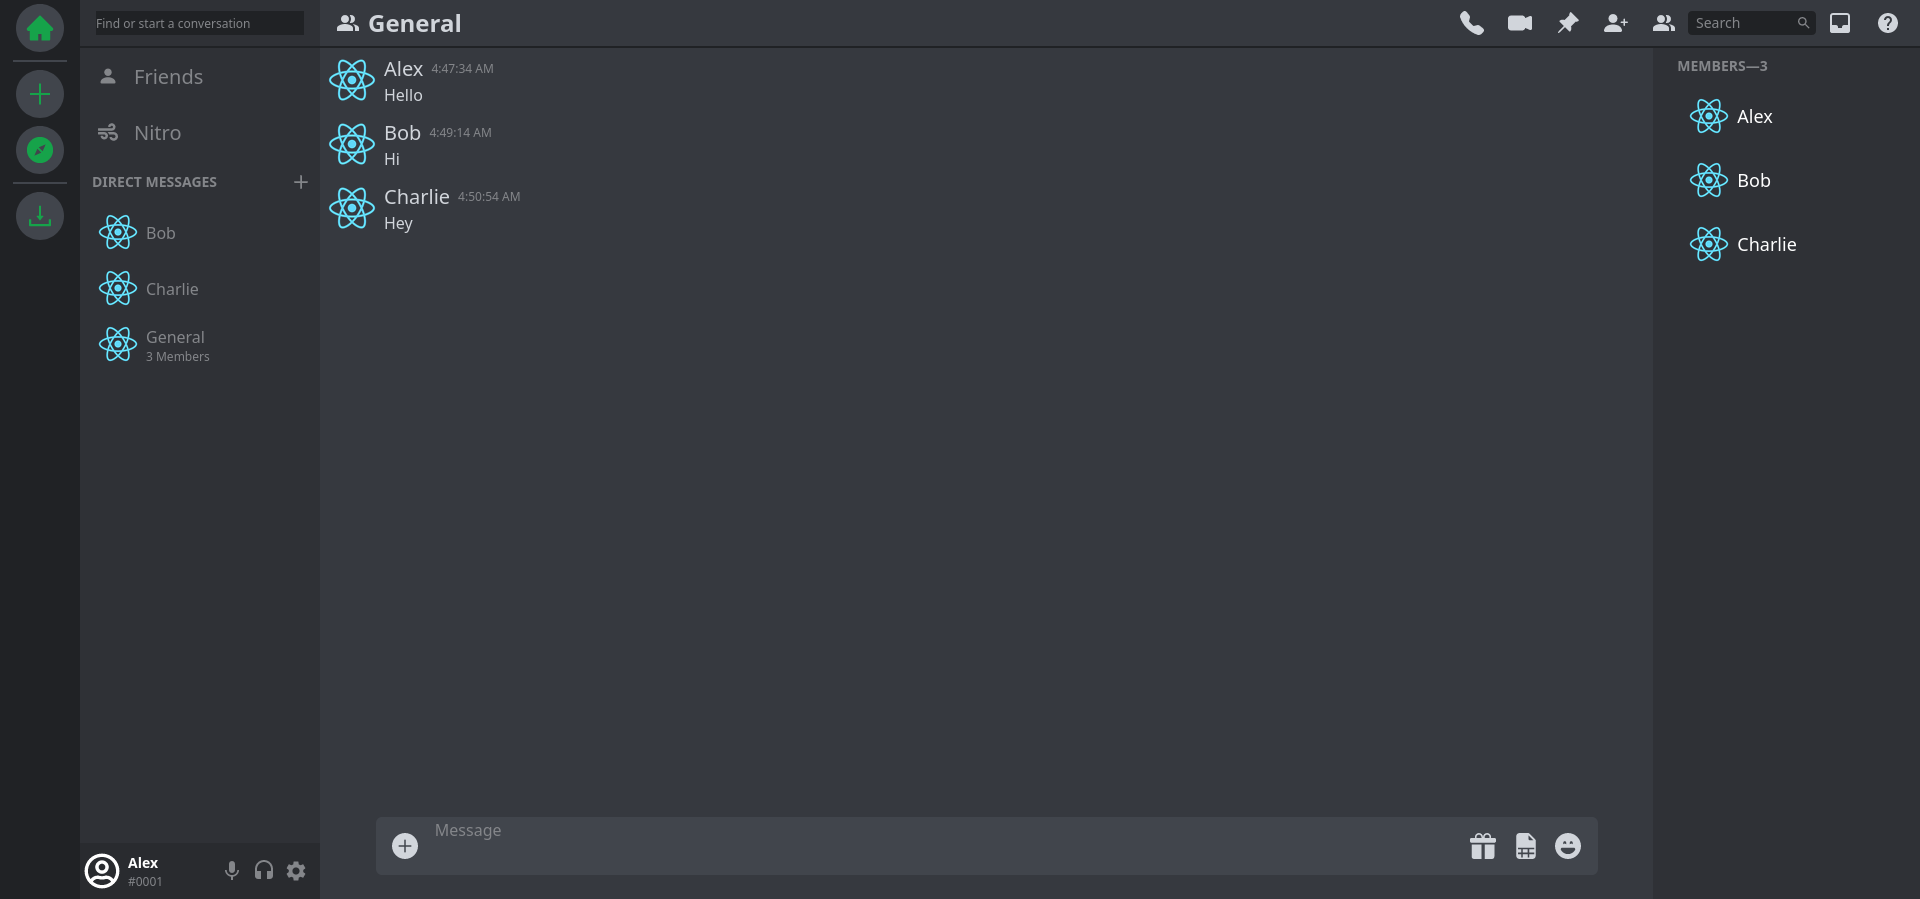 Find or start a conversation
Friends
Nitro
DIRECT MESSAGES
Bob
Charlie
General
3 Members
Alex
#0001
General
Search
Alex 4:47:34 AM
Hello
Bob 4:49:14 AM
Hi
Charlie 4:50:54 AM
Hey
Message
MEMBERS—3
Alex
Bob
Charlie